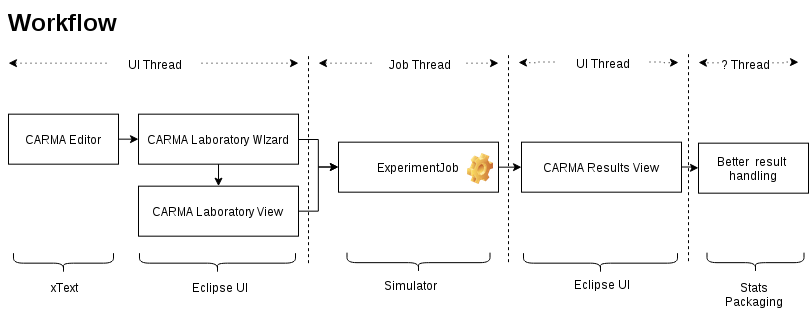 Workflow
UI Thread
Job Thread
UI Thread
? Thread
CARMA Editor
CARMA Laboratory WIzard
CARMA Laboratory View
ExperimentJob
CARMA Results View
Better result
handling
xText
Eclipse UI
Simulator
Eclipse UI
Stats
Packaging